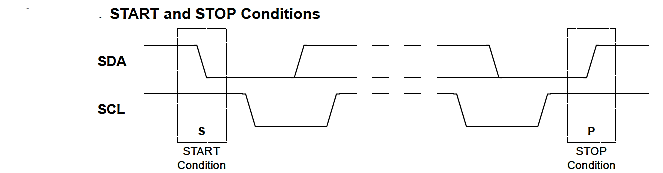 . START and STOP Conditions
SDA
SCL
S P
START STOP
Condition Condition